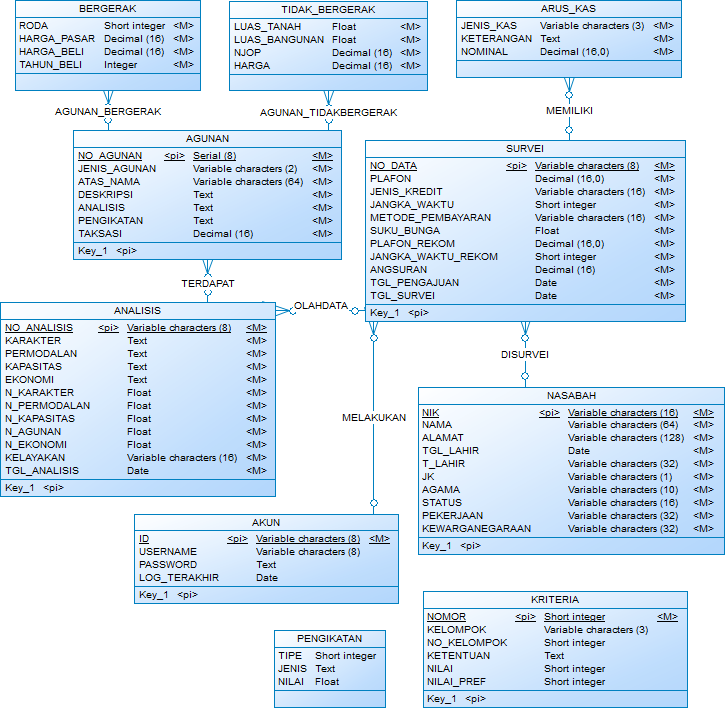 BERGERAK
RODA Short integer <M>
HARGA_PASAR Decimal (16) <M>
HARGA_BELI Decimal (16) <M>
TAHUN_BELI Integer <M>
TIDAK_BERGERAK
LUAS_TANAH Float <M>
LUAS_BANGUNAN Float <M>
NJOP Decimal (16) <M>
HARGA Decimal (16) <M>
ARUS_KAS
JENIS_KAS Variable characters (3) <M>
KETERANGAN Text <M>
NOMINAL Decimal (16,0) <M>
AGUNAN_BERGERAK
AGUNAN_TIDAKBERGERAK
MEMILIKI
AGUNAN
NO_AGUNAN <pi> Serial (8) <M>
JENIS_AGUNAN Variable characters (2) <M>
ATAS_NAMA Variable characters (64) <M>
DESKRIPSI Text <M>
ANALISIS Text <M>
PENGIKATAN Text <M>
TAKSASI Decimal (16) <M>
Key_1 <pi>
SURVEI
NO_DATA <pi> Variable characters (8) <M>
PLAFON Decimal (16,0) <M>
JENIS_KREDIT Variable characters (16) <M>
JANGKA_WAKTU Short integer <M>
METODE_PEMBAYARAN Variable characters (16) <M>
SUKU_BUNGA Float <M>
PLAFON_REKOM Decimal (16,0) <M>
JANGKA_WAKTU_REKOM Short integer <M>
ANGSURAN Decimal (16) <M>
TGL_PENGAJUAN Date <M>
TGL_SURVEI Date <M>
Key_1 <pi>
TERDAPAT
OLAHDATA
ANALISIS
NO_ANALISIS <pi> Variable characters (8) <M>
KARAKTER Text <M>
PERMODALAN Text <M>
KAPASITAS Text <M>
EKONOMI Text <M>
N_KARAKTER Float <M>
N_PERMODALAN Float <M>
N_KAPASITAS Float <M>
N_AGUNAN Float <M>
N_EKONOMI Float <M>
KELAYAKAN Variable characters (16) <M>
TGL_ANALISIS Date <M>
Key_1 <pi>
DISURVEI
MELAKUKAN
NASABAH
NIK <pi> Variable characters (16) <M>
NAMA Variable characters (64) <M>
ALAMAT Variable characters (128) <M>
TGL_LAHIR Date <M>
T_LAHIR Variable characters (32) <M>
JK Variable characters (1) <M>
AGAMA Variable characters (10) <M>
STATUS Variable characters (16) <M>
PEKERJAAN Variable characters (32) <M>
KEWARGANEGARAAN Variable characters (32) <M>
Key_1 <pi>
AKUN
ID <pi> Variable characters (8) <M>
USERNAME Variable characters (8)
PASSWORD Text
LOG_TERAKHIR Date
Key_1 <pi>
KRITERIA
NOMOR <pi> Short integer <M>
KELOMPOK Variable characters (3)
NO_KELOMPOK Short integer
KETENTUAN Text
NILAI Short integer
NILAI_PREF Short integer
Key_1 <pi>
PENGIKATAN
TIPE Short integer
JENIS Text
NILAI Float